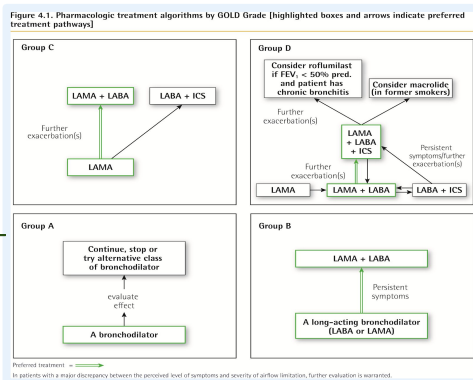 Figure 4.1. Pharmacologic treatment algorithms by GOLD Grade [highlighted boxes and arrows indicate preferred
treatment pathways]
Group C
LAMA + LABA
LABA + ICS
Further
exacerbation(s)
LAMA
Group D
Consider roflumilast
if FEV₁ < 50% pred.
and patient has
chronic bronchitis
Consider macrolide
(in former smokers)
Further
exacerbation(s)
LAMA
+ LABA
+ ICS
Persistent
symptoms/further
exacerbation(s)
Further
exacerbation(s)
LAMA
LAMA + LABA
LABA + ICS
Group A
Continue, stop or
try alternative class
of bronchodilator
evaluate
effect
A bronchodilator
Group B
LAMA + LABA
Persistent
symptoms
A long-acting bronchodilator
(LABA or LAMA)
Preferred treatment =
In patients with a major discrepancy between the perceived level of symptoms and severity of airflow limitation, further evaluation is warranted.